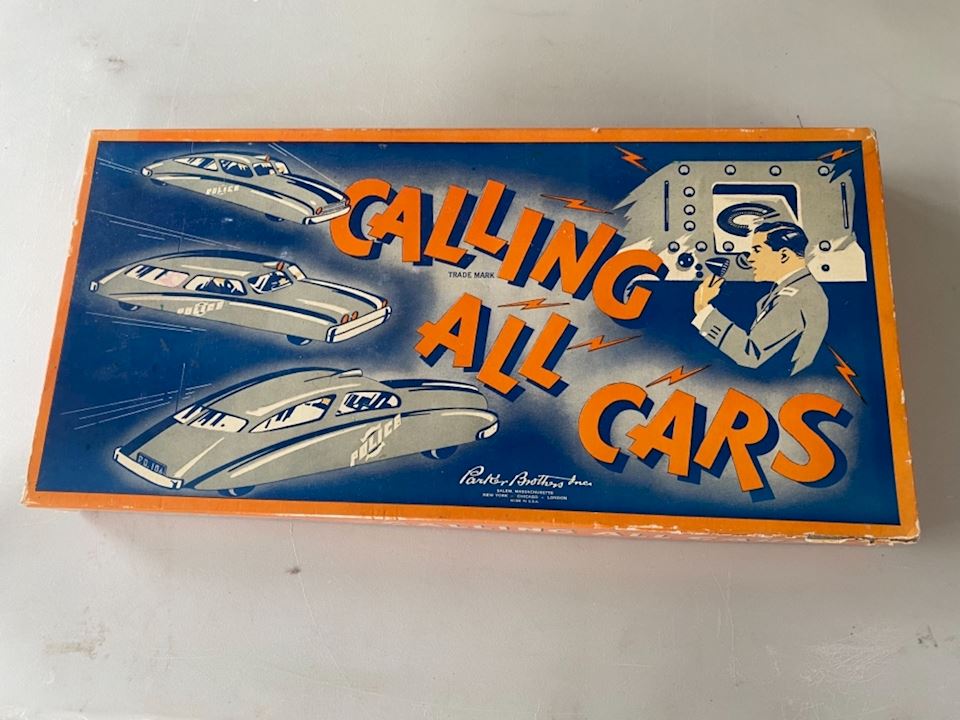 CALLING
TRADE MARK
ALL
CARS
POLICE
POLICE
POLICE
PO. 104
Parker Brothers Inc.
SALEM, MASSACHUSETTS
NEW YORK · CHICAGO · LONDON
MADE IN U.S.A.